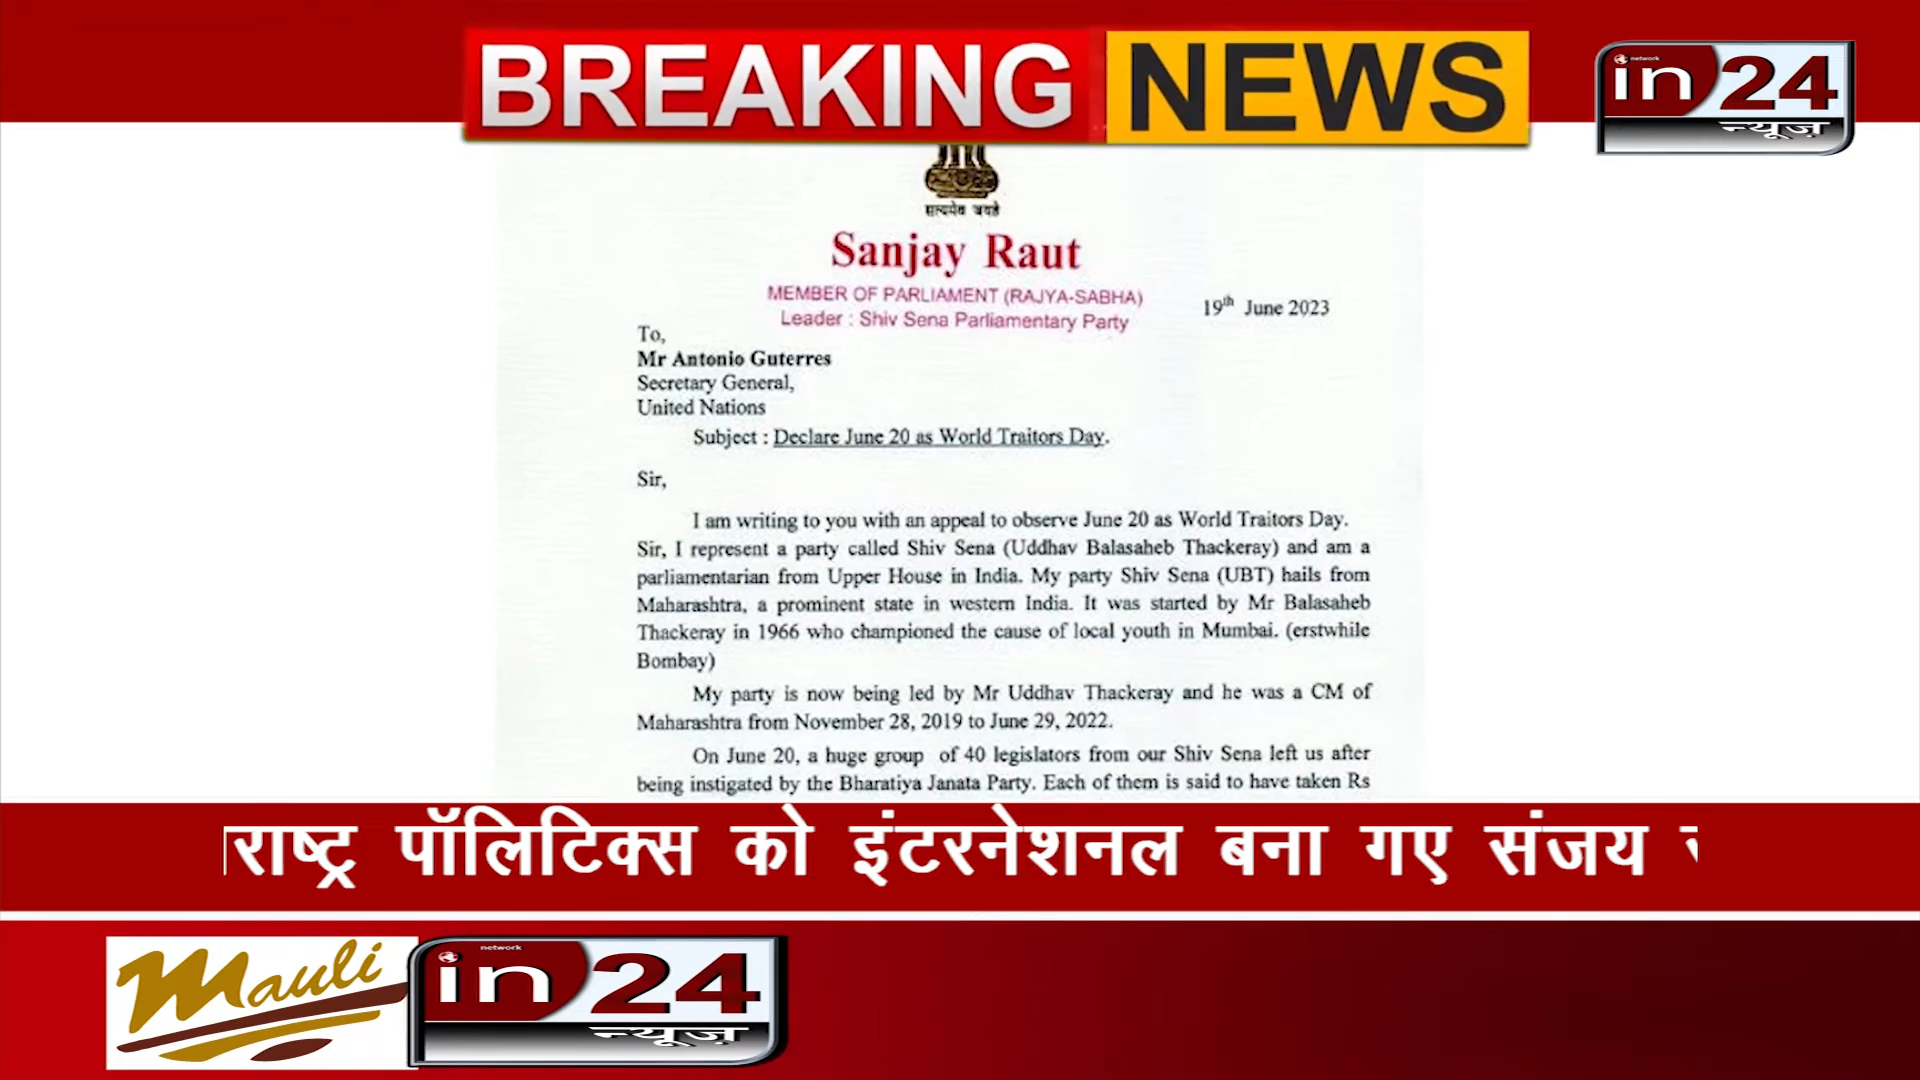 BREAKING NEWS
network
in 24
न्यूज़
सत्यमेव जयते
Sanjay Raut
MEMBER OF PARLIAMENT (RAJYA-SABHA)
Leader : Shiv Sena Parliamentary Party
19th June 2023
To,
Mr Antonio Guterres
Secretary General,
United Nations
Subject : Declare June 20 as World Traitors Day.
Sir,
I am writing to you with an appeal to observe June 20 as World Traitors Day.
Sir, I represent a party called Shiv Sena (Uddhav Balasaheb Thackeray) and am a
parliamentarian from Upper House in India. My party Shiv Sena (UBT) hails from
Maharashtra, a prominent state in western India. It was started by Mr Balasaheb
Thackeray in 1966 who championed the cause of local youth in Mumbai. (erstwhile
Bombay)
My party is now being led by Mr Uddhav Thackeray and he was a CM of
Maharashtra from November 28, 2019 to June 29, 2022.
On June 20, a huge group of 40 legislators from our Shiv Sena left us after
being instigated by the Bharatiya Janata Party. Each of them is said to have taken Rs
ाराष्ट्र पॉलिटिक्स को इंटरनेशनल बना गए संजय
Mauli
network
in 24
न्यूज़